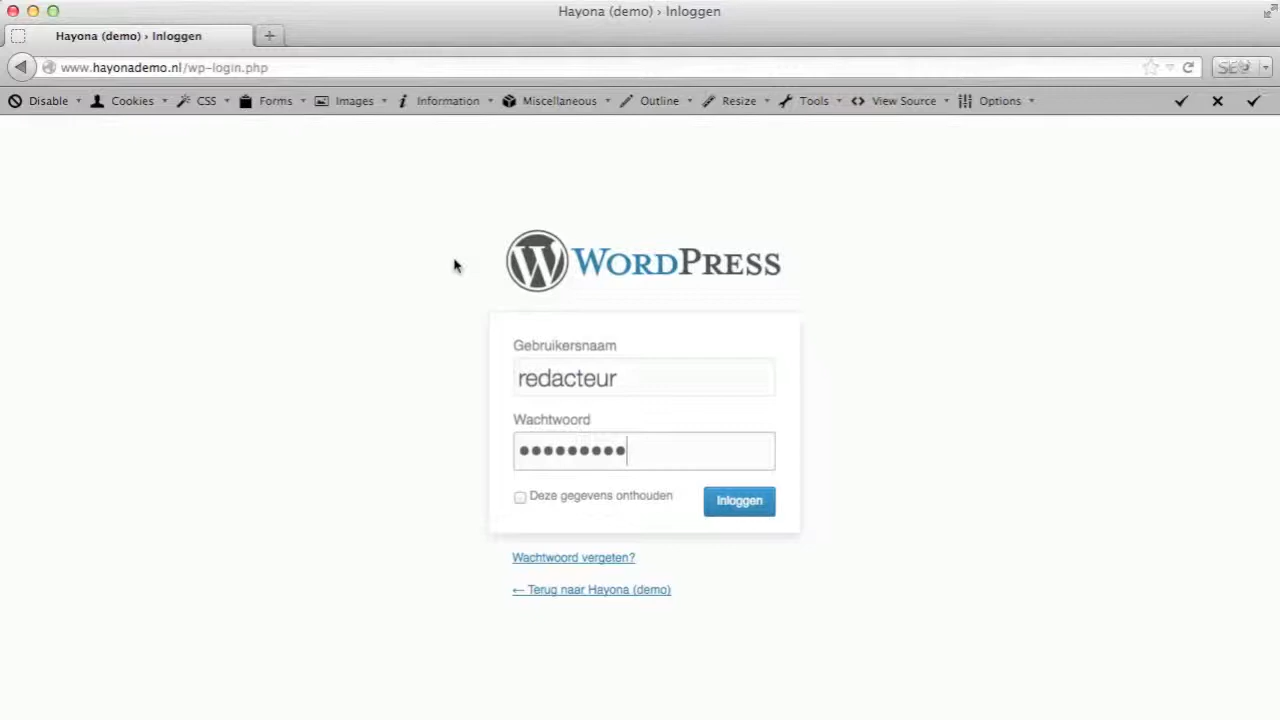 Hayona (demo) › Inloggen
Hayona (demo) › Inloggen
www.hayonademo.nl/wp-login.php
SEO
Disable Cookies CSS Forms Images Information Miscellaneous Outline Resize Tools View Source Options
WORDPRESS
Gebruikersnaam
redacteur
Wachtwoord
•••••••••
Deze gegevens onthouden
Inloggen
Wachtwoord vergeten?
← Terug naar Hayona (demo)